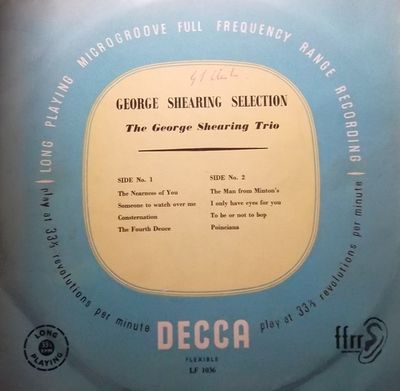 LONG PLAYING MICROGROOVE FULL FREQUENCY RANGE RECORDING
GEORGE SHEARING SELECTION
The George Shearing Trio
SIDE No. 1
The Nearness of You
Someone to watch over me
Consternation
The Fourth Deuce
SIDE No. 2
The Man from Minton's
I only have eyes for you
To be or not to bop
Poinciana
play at 33⅓ revolutions per minute
play at 33⅓ revolutions per minute
LONG
33⅓
PLAYING
DECCA
ffrr
FLEXIBLE
LF 1036